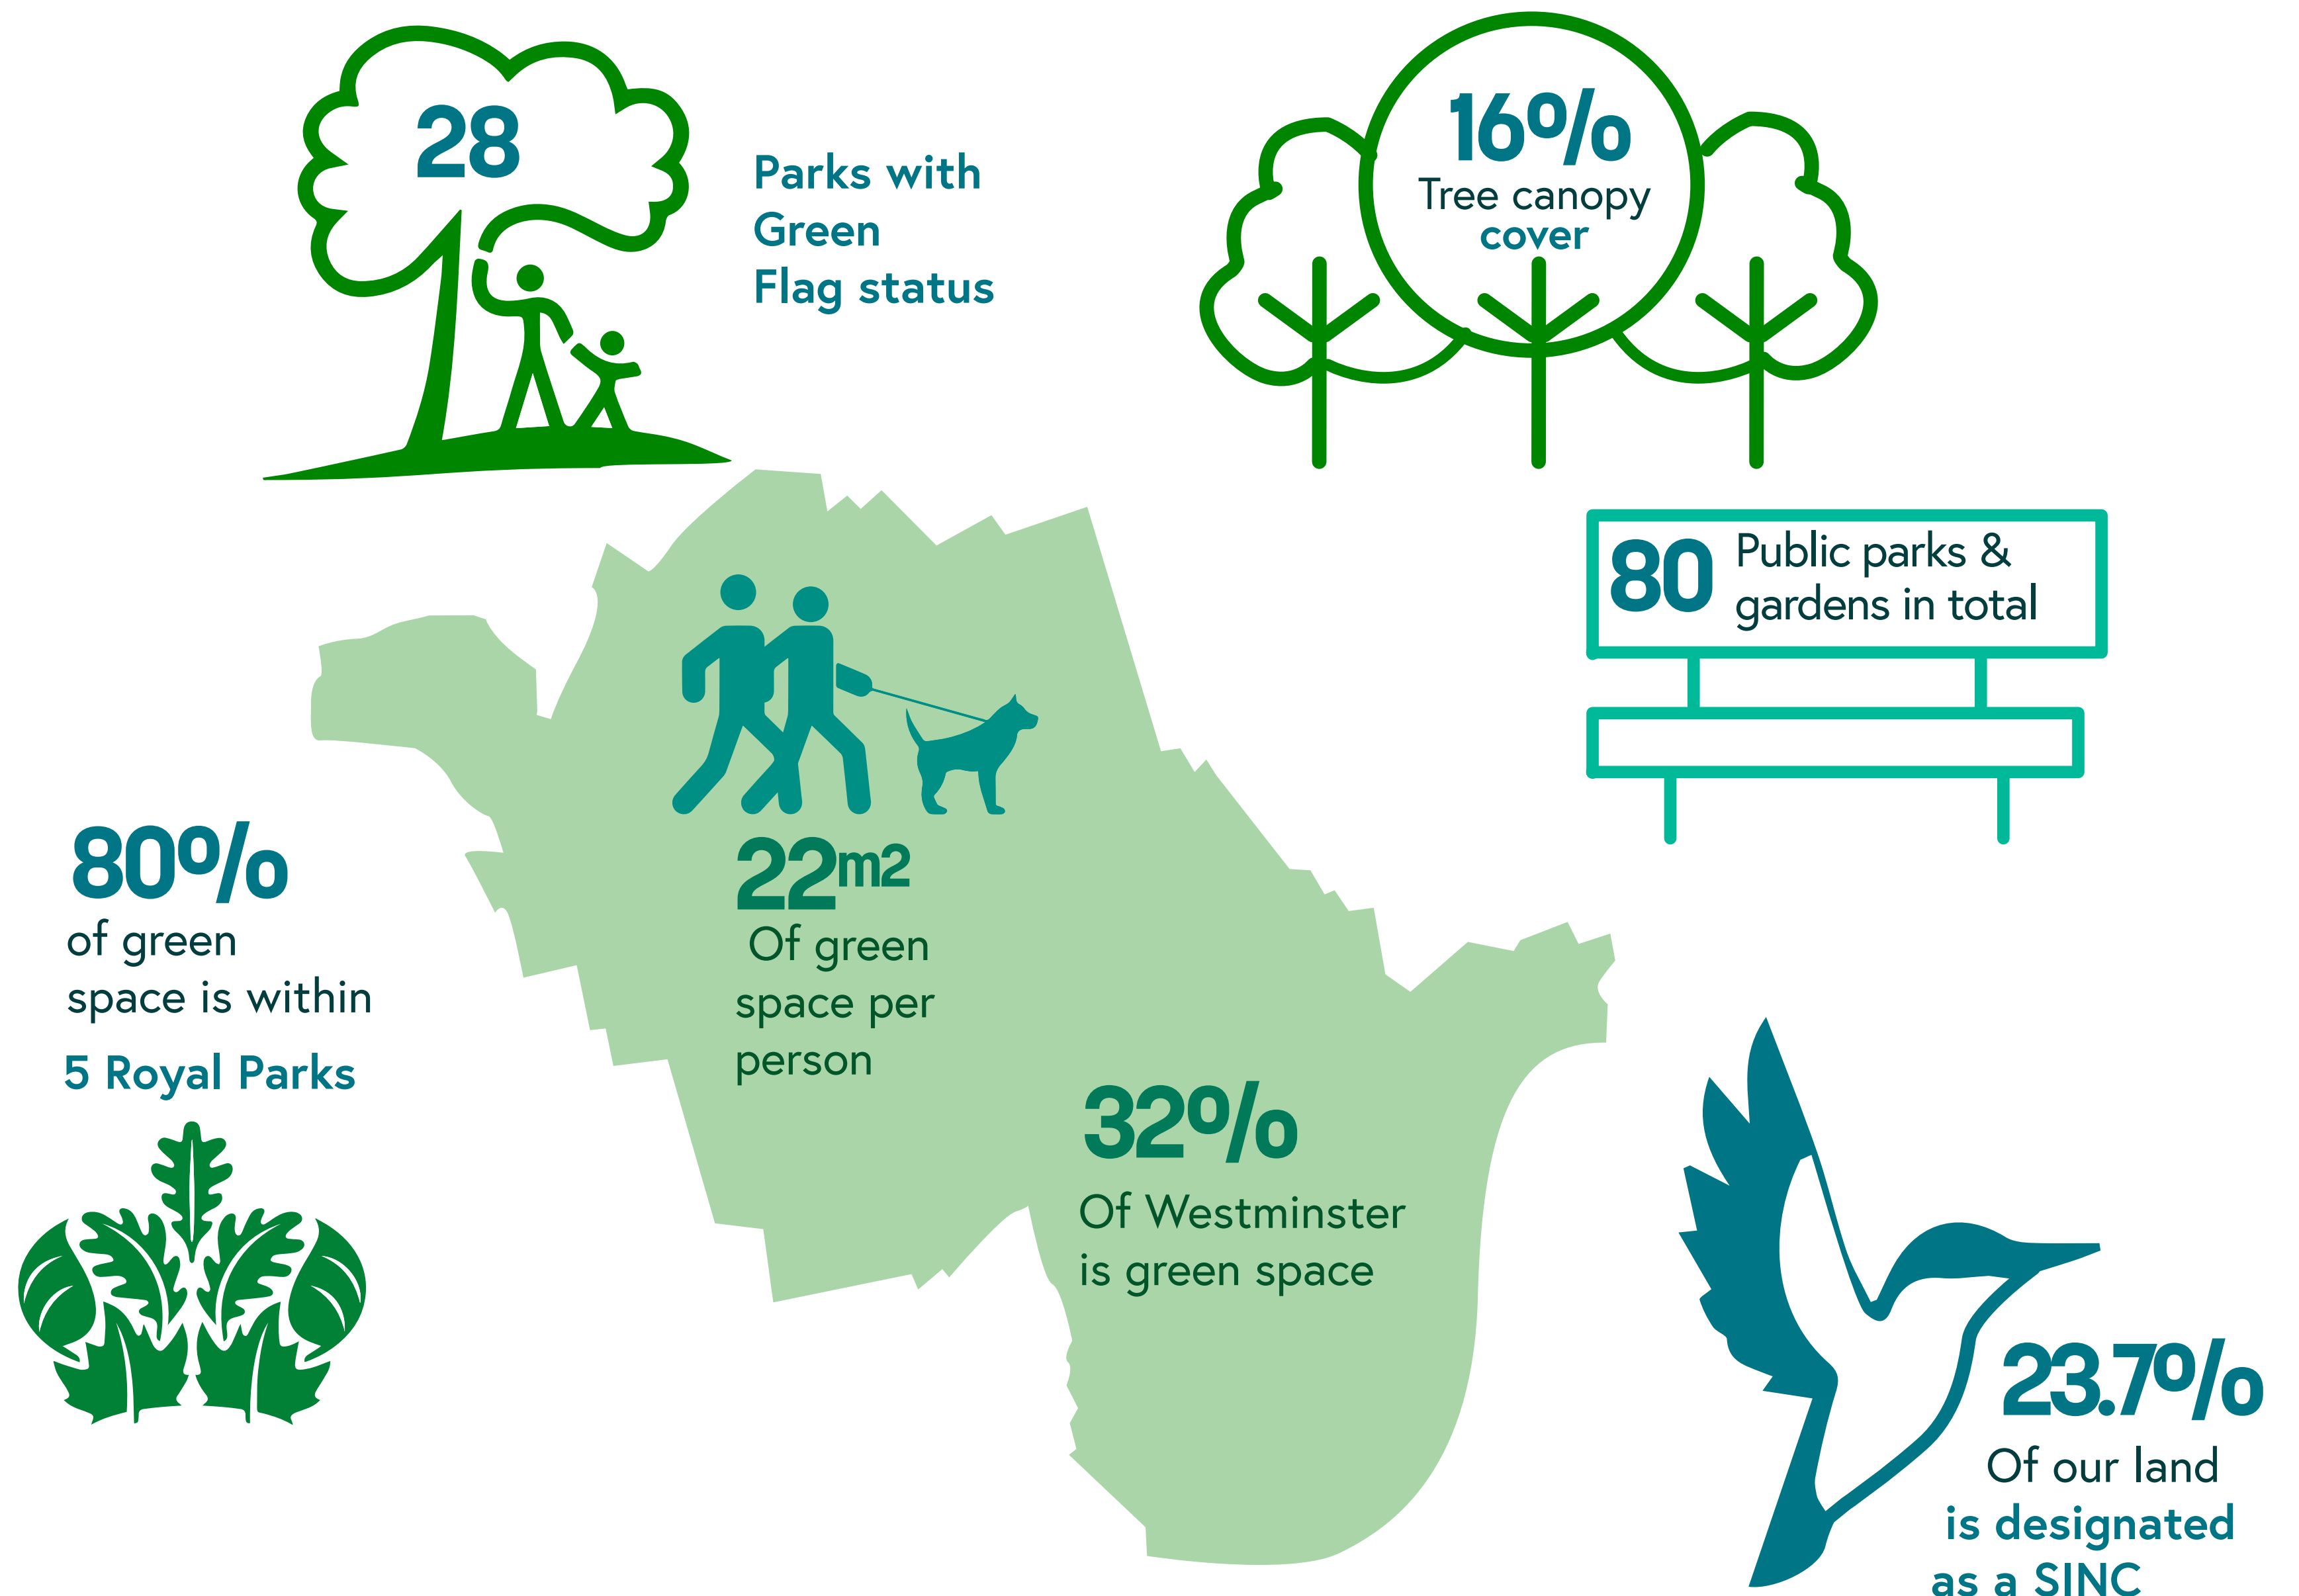 28
Parks with
Green
Flag status
16%
Tree canopy
cover
80
Public parks &
gardens in total
80%
of green
space is within
5 Royal Parks
22m2
Of green
space per
person
32%
Of Westminster
is green space
23.7%
Of our land
is designated
as a SINC